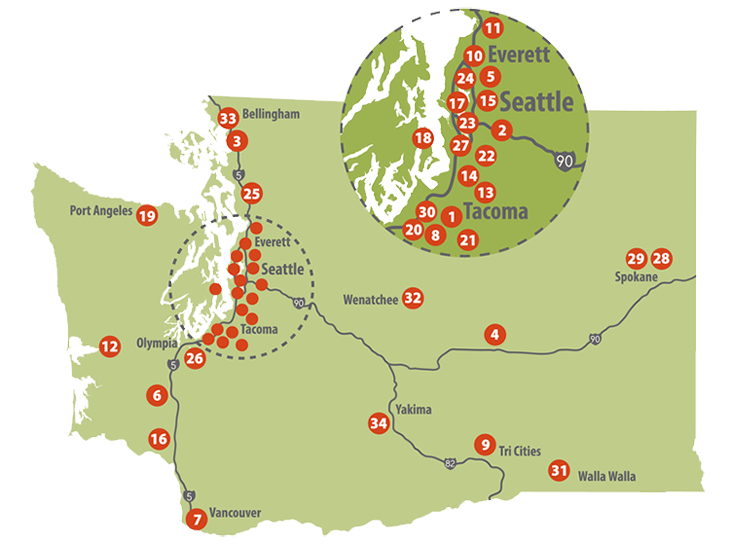 11
10 Everett
24 5
17 15 Seattle
33 Bellingham
23 2
18
3
27
22
90
5
14
25
13
Port Angeles 19
30 1 Tacoma
20 8 21
Everett
29 28
Seattle
Spokane
Wenatchee 32
90
Tacoma
4
90
12
Olympia
26
5
6
Yakima
34
16
9
Tri Cities
82
31
Walla Walla
5
7 Vancouver